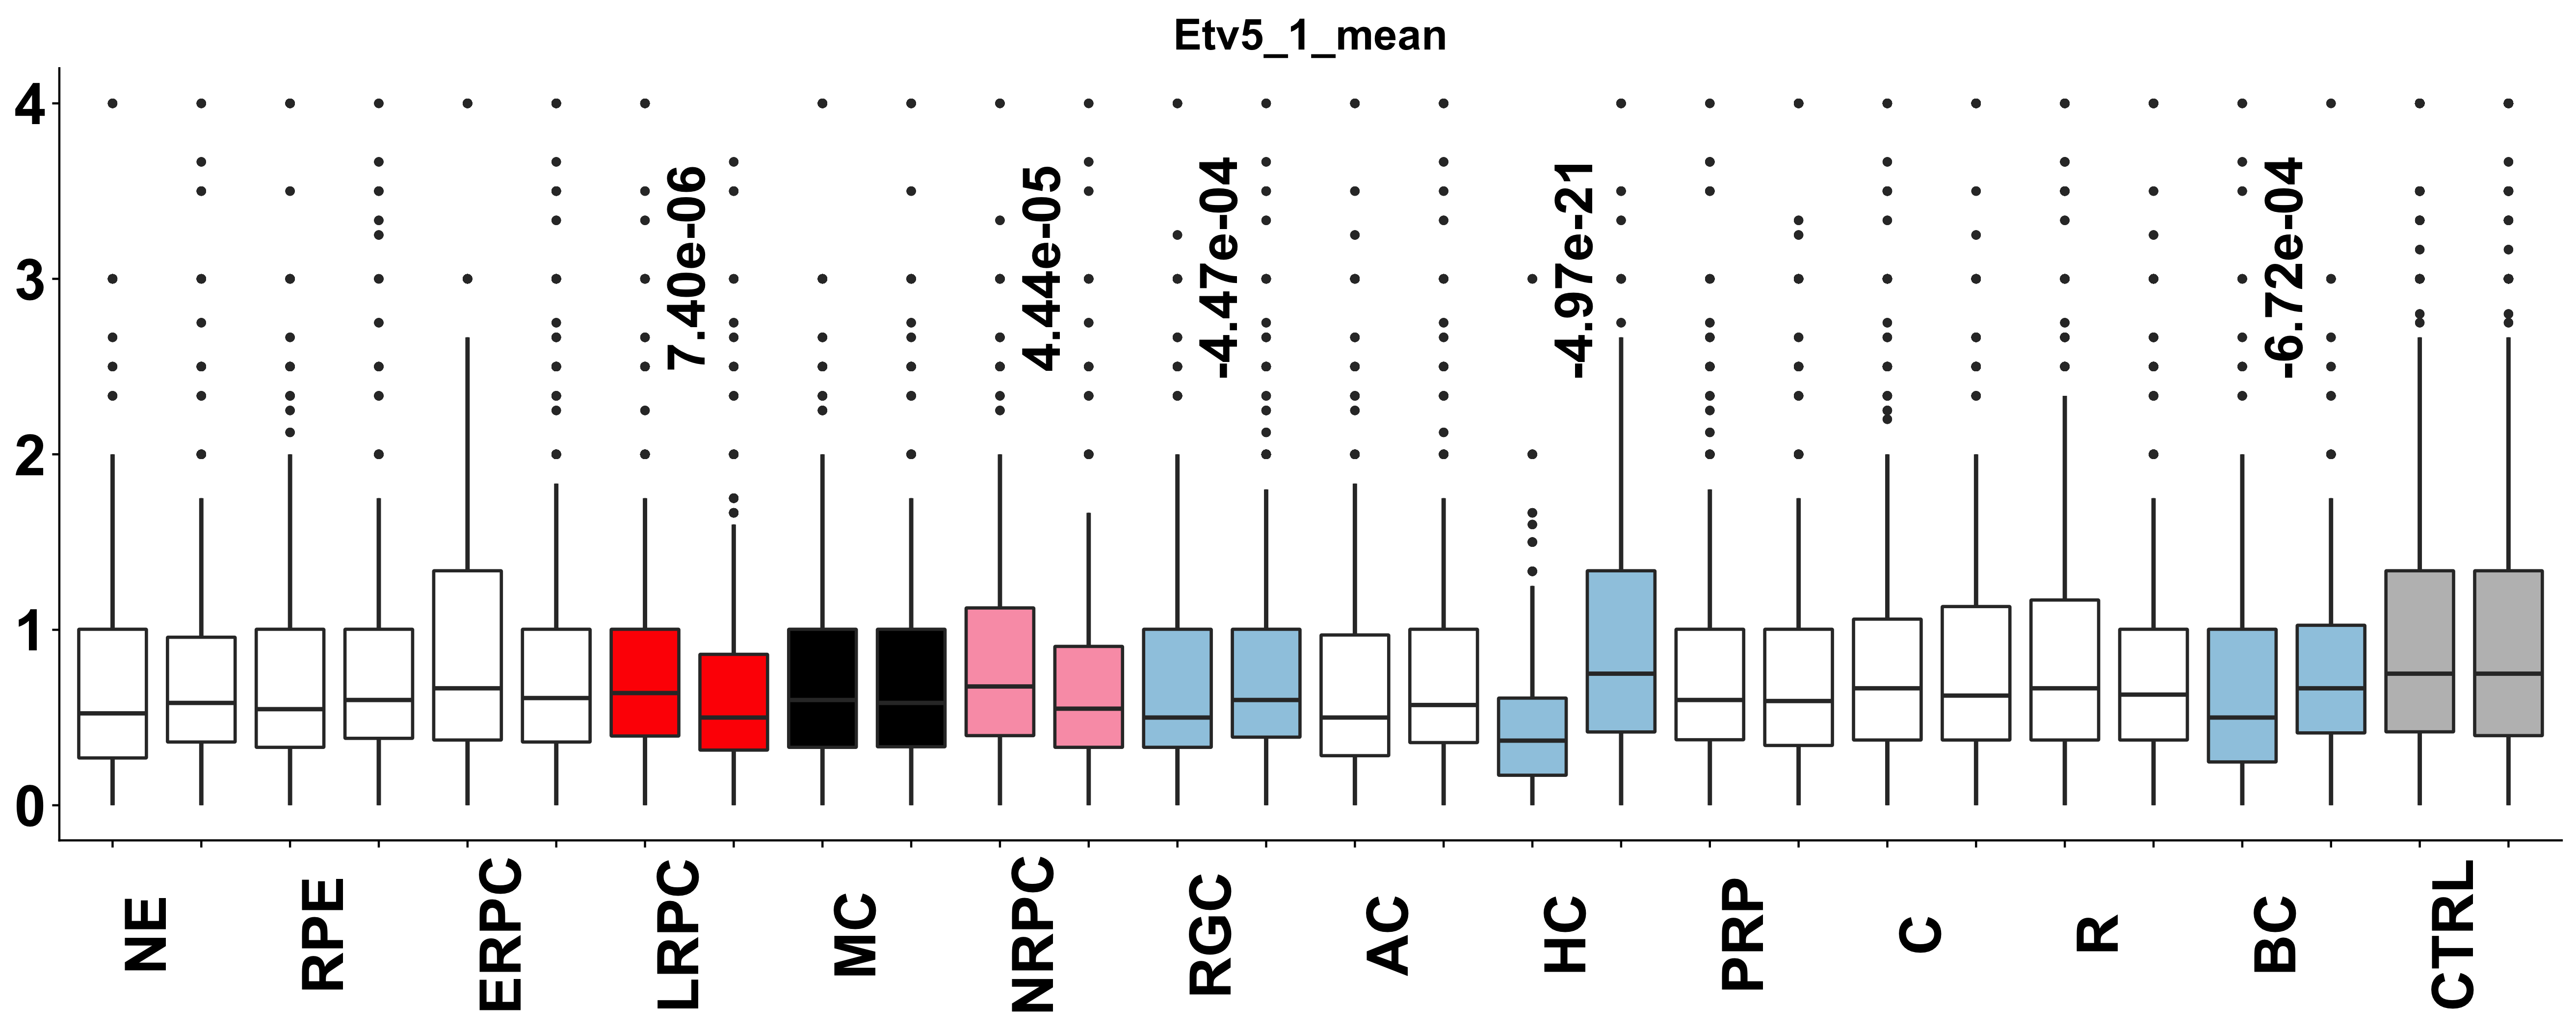 Etv5_1_mean
4
3
2
1
0
7.40e-06
4.44e-05
-4.47e-04
-4.97e-21
-6.72e-04
NE
RPE
ERPC
LRPC
MC
NRPC
RGC
AC
HC
PRP
C
R
BC
CTRL